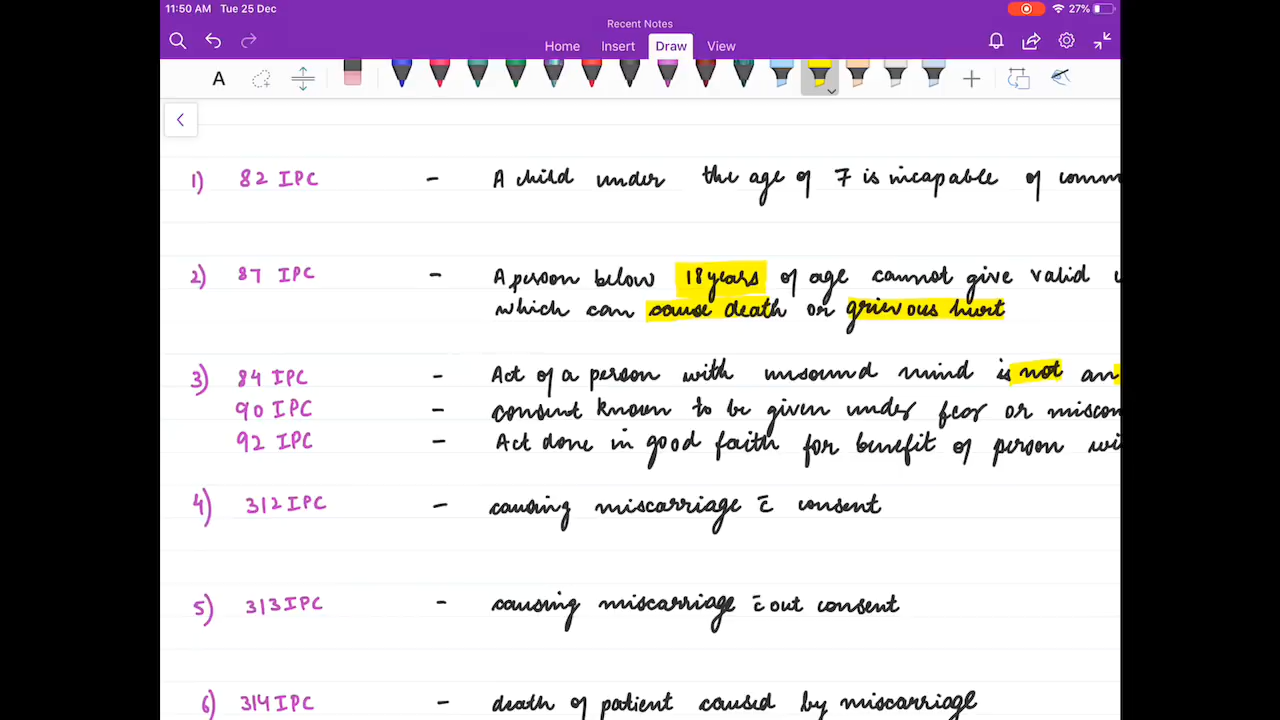 11:50 AM Tue 25 Dec
27%
Recent Notes
Home Insert Draw View
A
1) 82 IPC - A child under the age of 7 is incapable of comm
2) 87 IPC - A person below 18 years of age cannot give valid
which can cause death or grievous hurt
3) 84 IPC - Act of a person with unsound mind is not an
90 IPC - consent known to be given under fear or miscon
92 IPC - Act done in good faith for benefit of person wi
4) 312 IPC - causing miscarriage c̄ consent
5) 313 IPC - causing miscarriage c̄ out consent
6) 314 IPC - death of patient caused by miscarriage